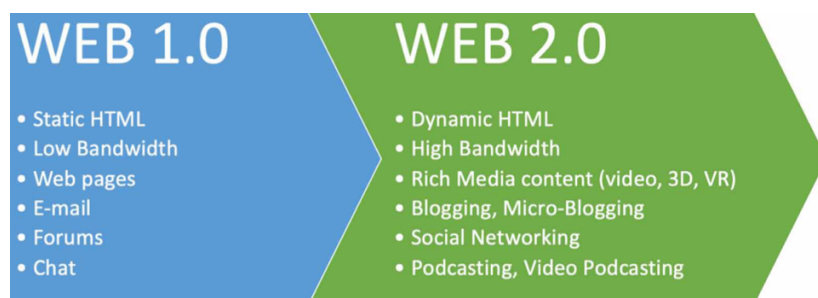 WEB 1.0
• Static HTML
• Low Bandwidth
• Web pages
• E-mail
• Forums
• Chat
WEB 2.0
• Dynamic HTML
• High Bandwidth
• Rich Media content (video, 3D, VR)
• Blogging, Micro-Blogging
• Social Networking
• Podcasting, Video Podcasting